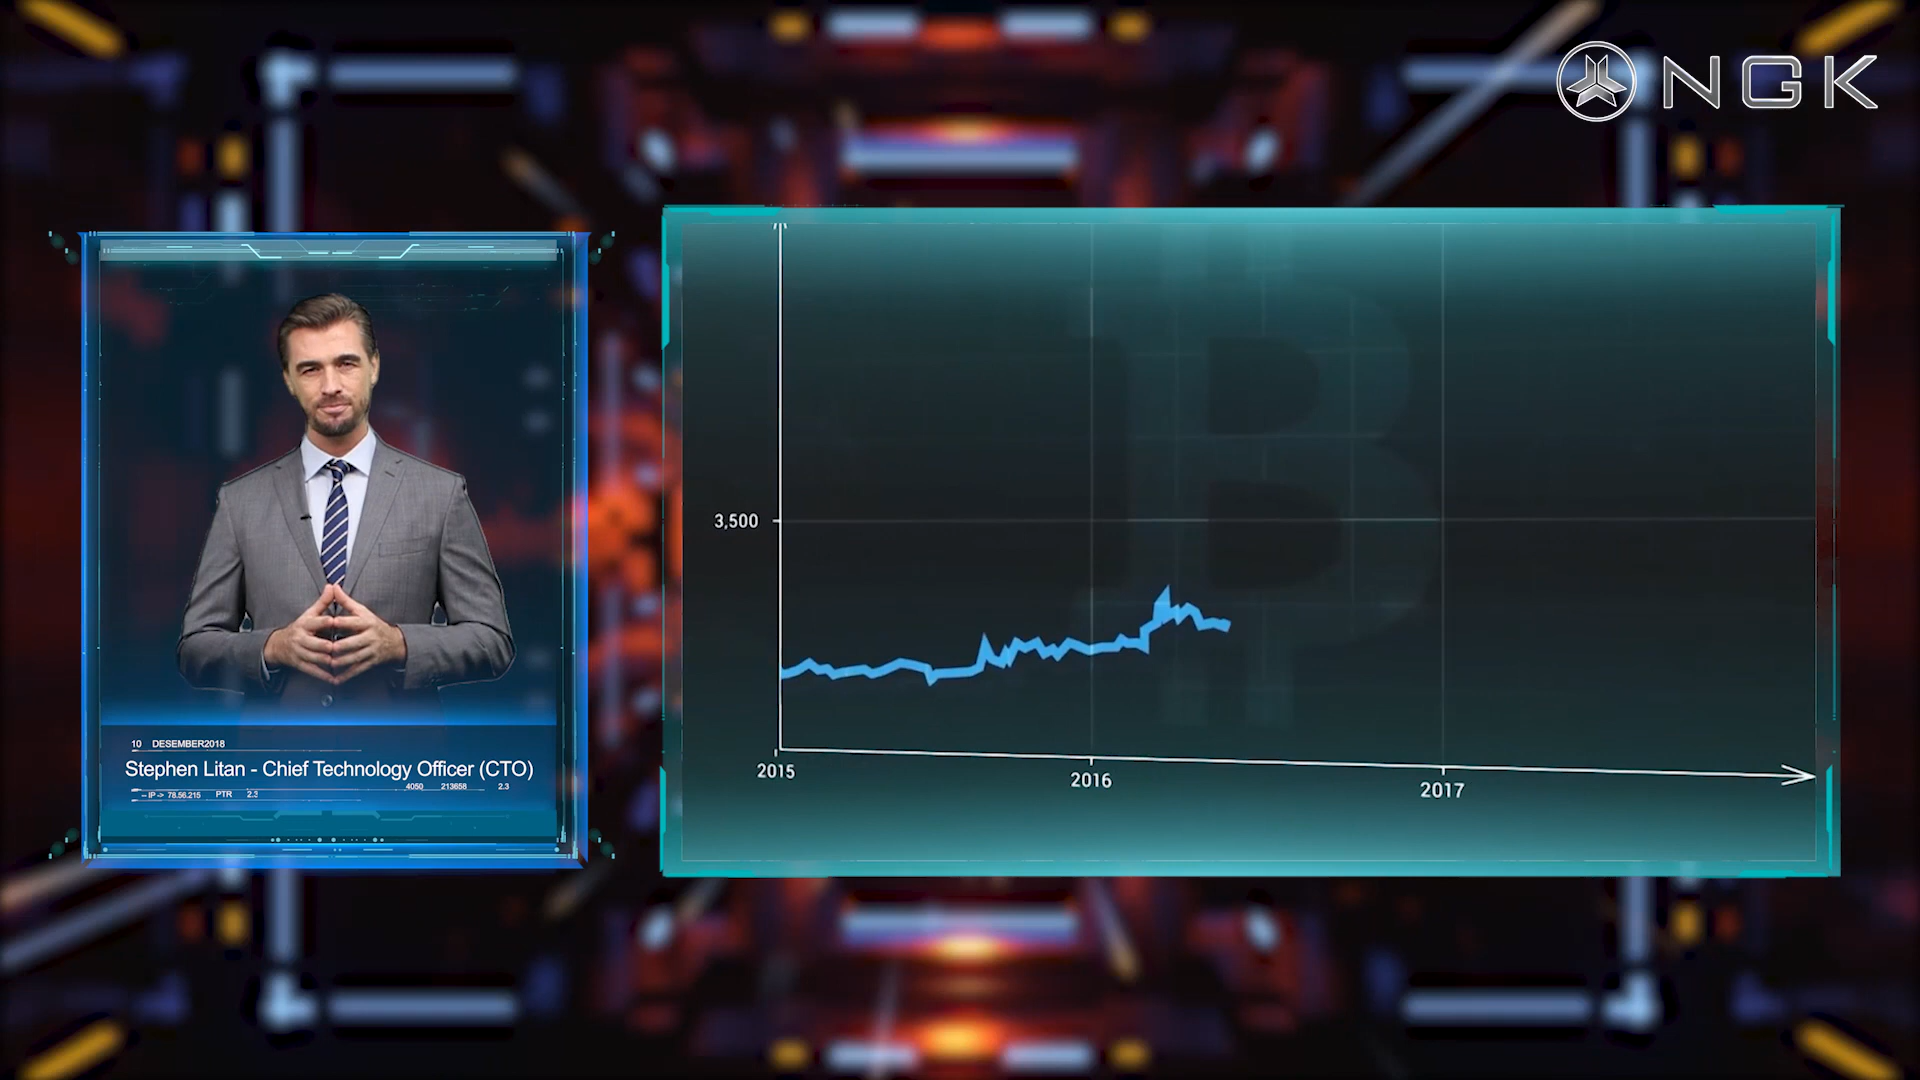 NGK
3,500
2015
2016
2017
10 DESEMBER2018
Stephen Litan - Chief Technology Officer (CTO)
4050 213658 2.3
-- IP -> 78.56.215 PTR 2.3